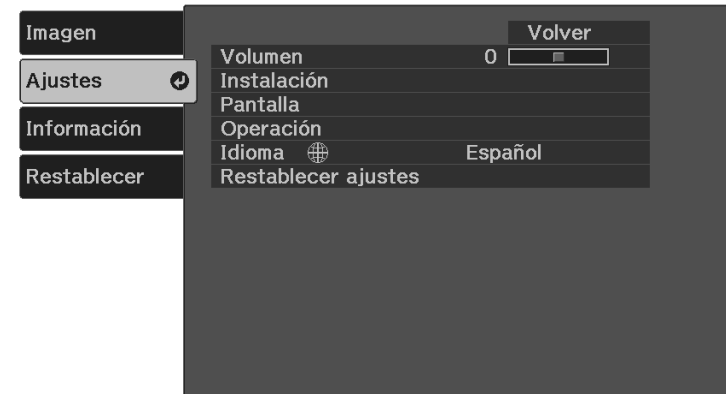 Imagen
Ajustes
Información
Restablecer
Volver
Volumen 0
Instalación
Pantalla
Operación
Idioma Español
Restablecer ajustes